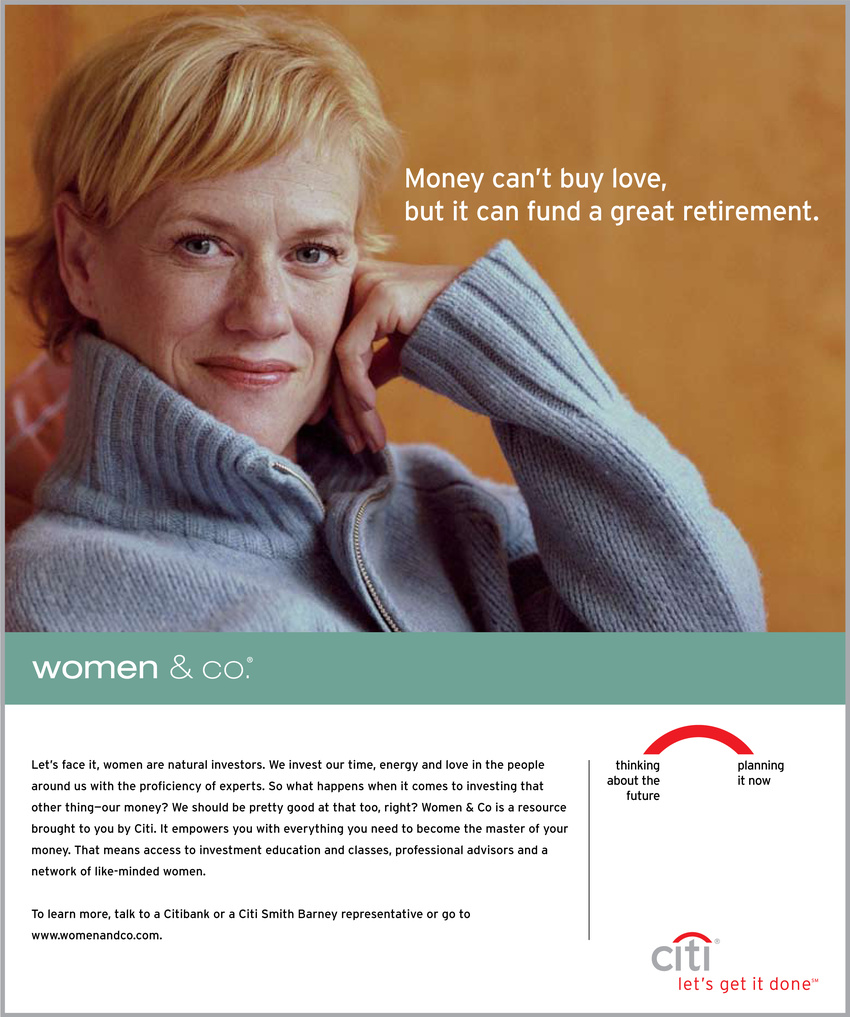 Money can't buy love,
but it can fund a great retirement.
women & co.®
Let's face it, women are natural investors. We invest our time, energy and love in the people
around us with the proficiency of experts. So what happens when it comes to investing that
other thing—our money? We should be pretty good at that too, right? Women & Co is a resource
brought to you by Citi. It empowers you with everything you need to become the master of your
money. That means access to investment education and classes, professional advisors and a
network of like-minded women.
To learn more, talk to a Citibank or a Citi Smith Barney representative or go to
www.womenandco.com.
thinking
about the
future
planning
it now
citi®
let's get it done℠